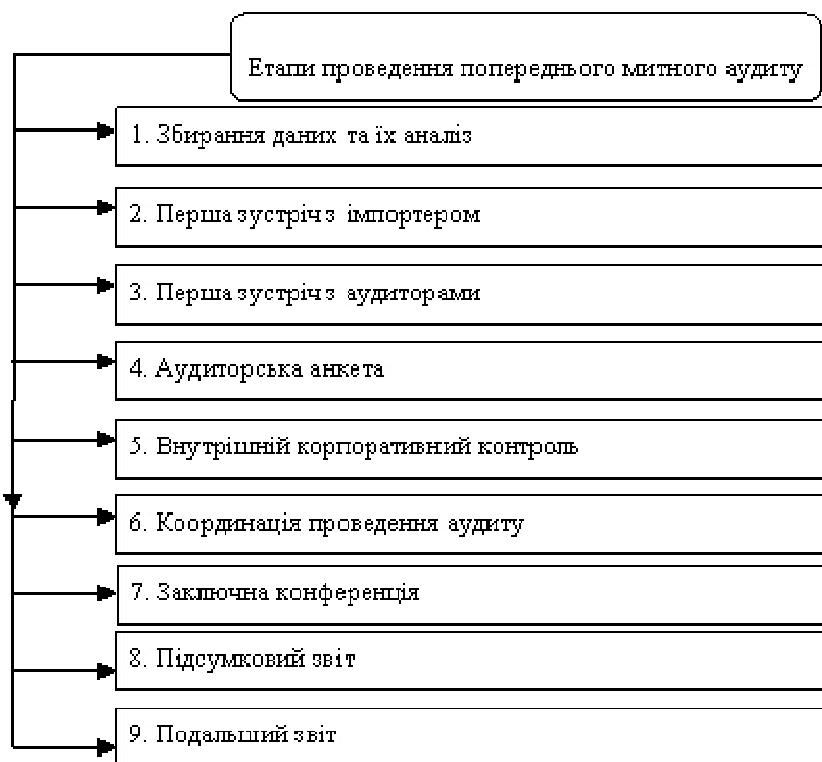 Етапи проведення попереднього митного аудиту
1. Збирання даних та їх аналіз
2. Перша зустріч з імпортером
3. Перша зустріч з аудиторами
4. Аудиторська анкета
5. Внутрішній корпоративний контроль
6. Координація проведення аудиту
7. Заключна конференція
8. Підсумковий звіт
9. Подальший звіт